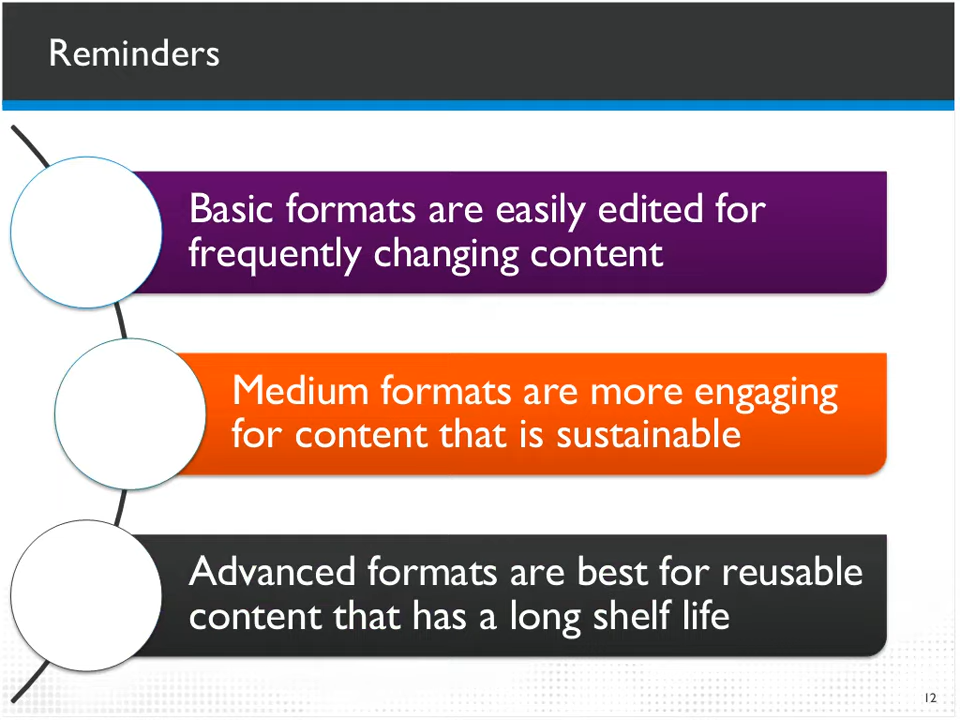 Reminders
Basic formats are easily edited for
frequently changing content
Medium formats are more engaging
for content that is sustainable
Advanced formats are best for reusable
content that has a long shelf life
12